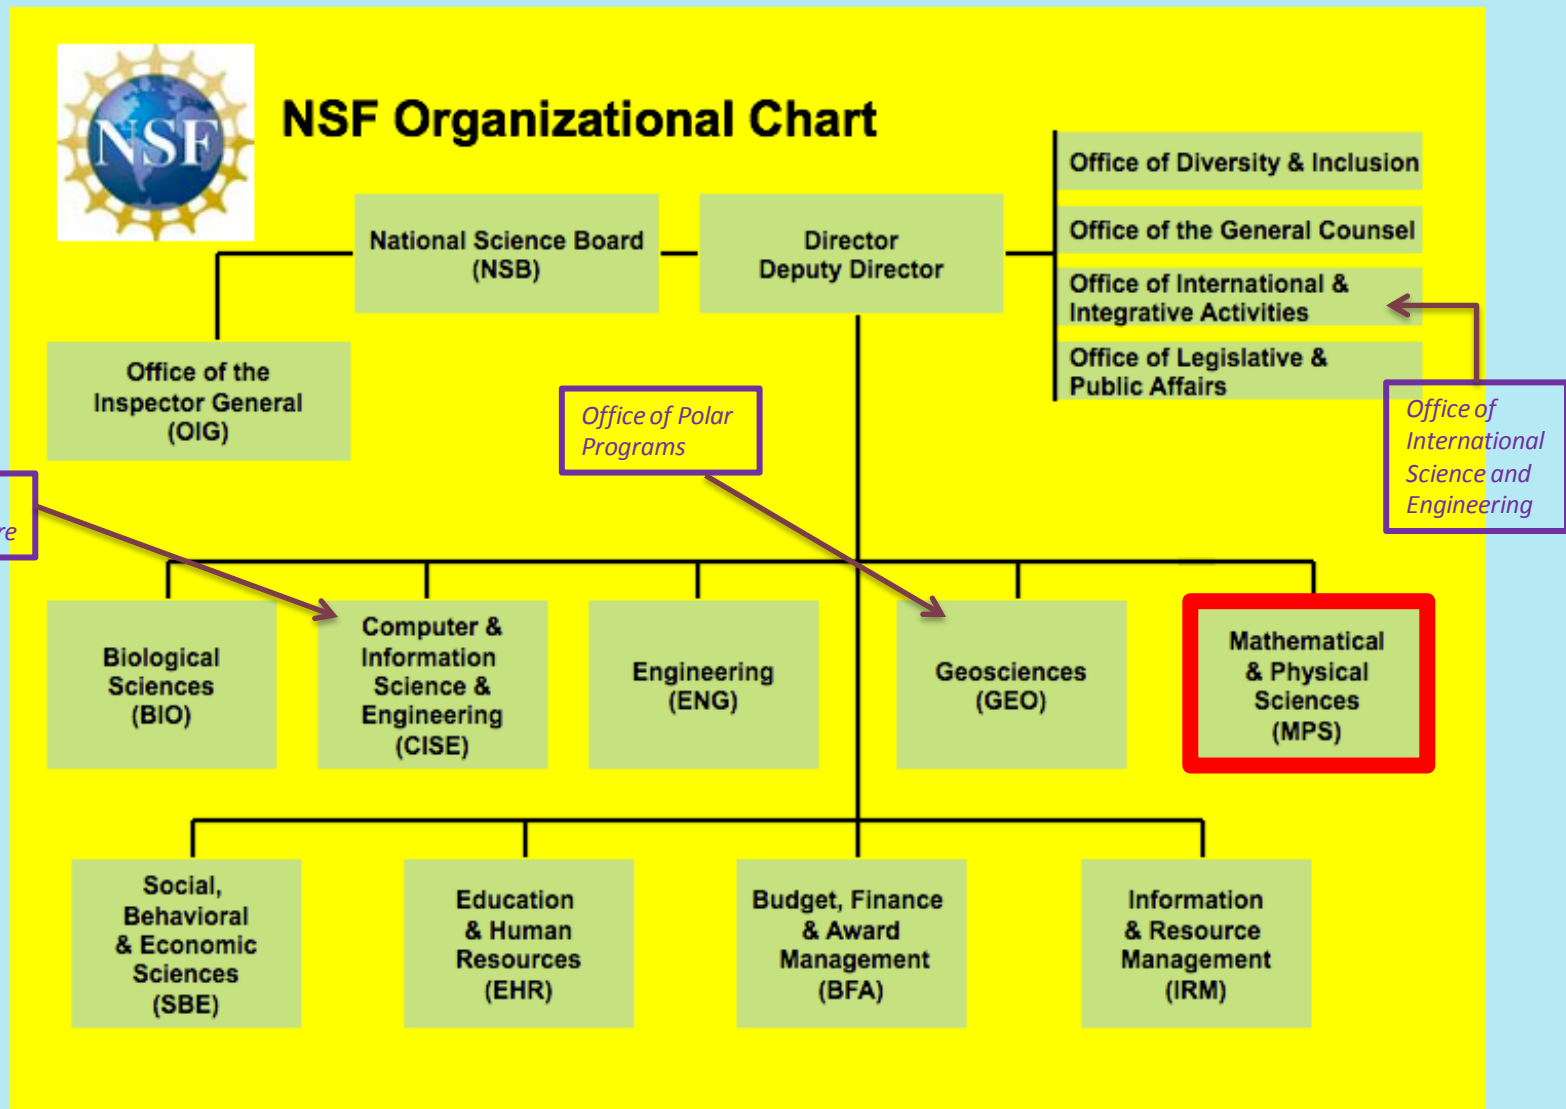 NSF
NSF Organizational Chart
Office of Diversity & Inclusion
Office of the General Counsel
Office of International &
Integrative Activities
Office of Legislative &
Public Affairs
National Science Board
(NSB)
Director
Deputy Director
Office of the
Inspector General
(OIG)
Office of Polar
Programs
Office of
International
Science and
Engineering
Biological
Sciences
(BIO)
Computer &
Information
Science &
Engineering
(CISE)
Engineering
(ENG)
Geosciences
(GEO)
Mathematical
& Physical
Sciences
(MPS)
Social,
Behavioral
& Economic
Sciences
(SBE)
Education
& Human
Resources
(EHR)
Budget, Finance
& Award
Management
(BFA)
Information
& Resource
Management
(IRM)